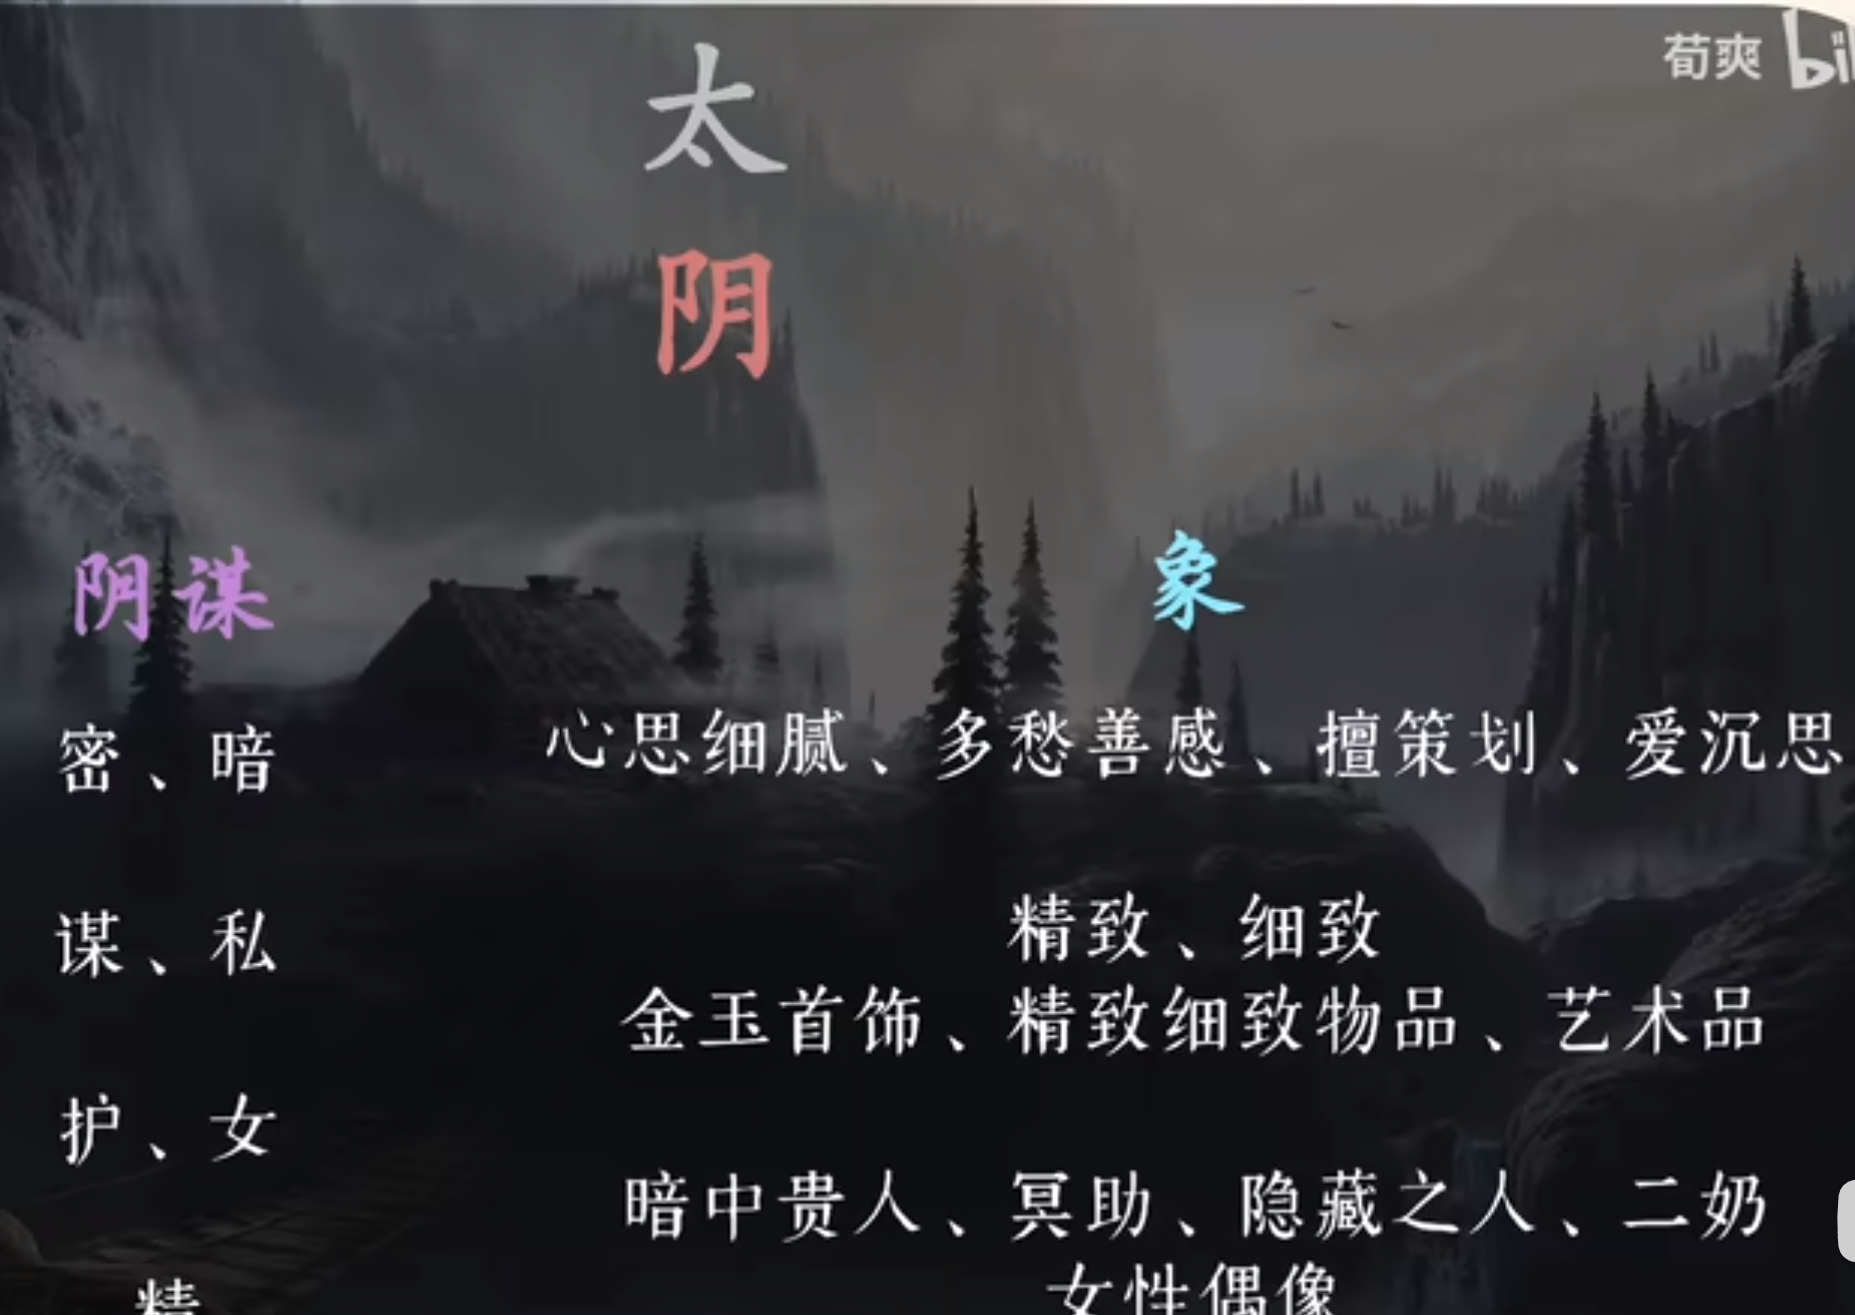 荀爽
太
阴
阴谋
象
密、暗
心思细腻、多愁善感、擅策划、爱沉思
谋、私
精致、细致
金玉首饰、精致细致物品、艺术品
护、女
暗中贵人、冥助、隐藏之人、二奶
精
女性偶像